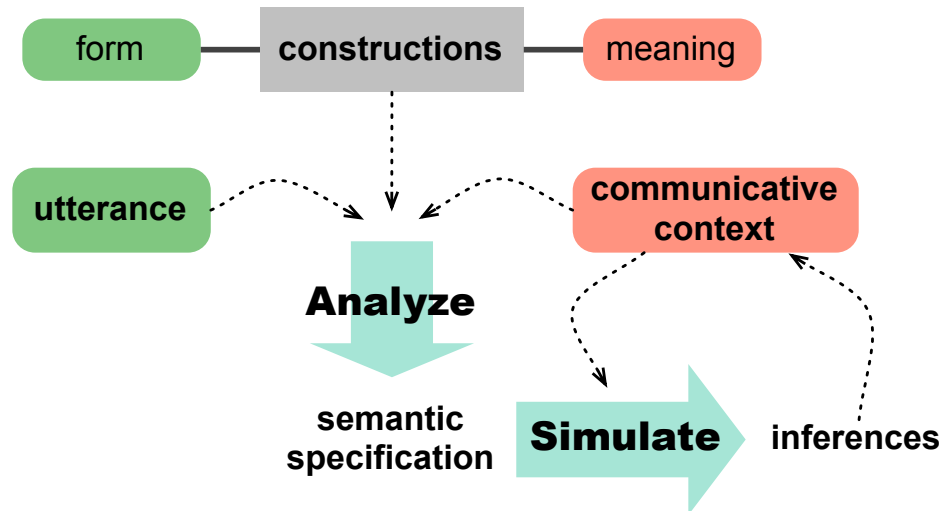 form
constructions
meaning
utterance
communicative
context
Analyze
semantic
specification
Simulate
inferences